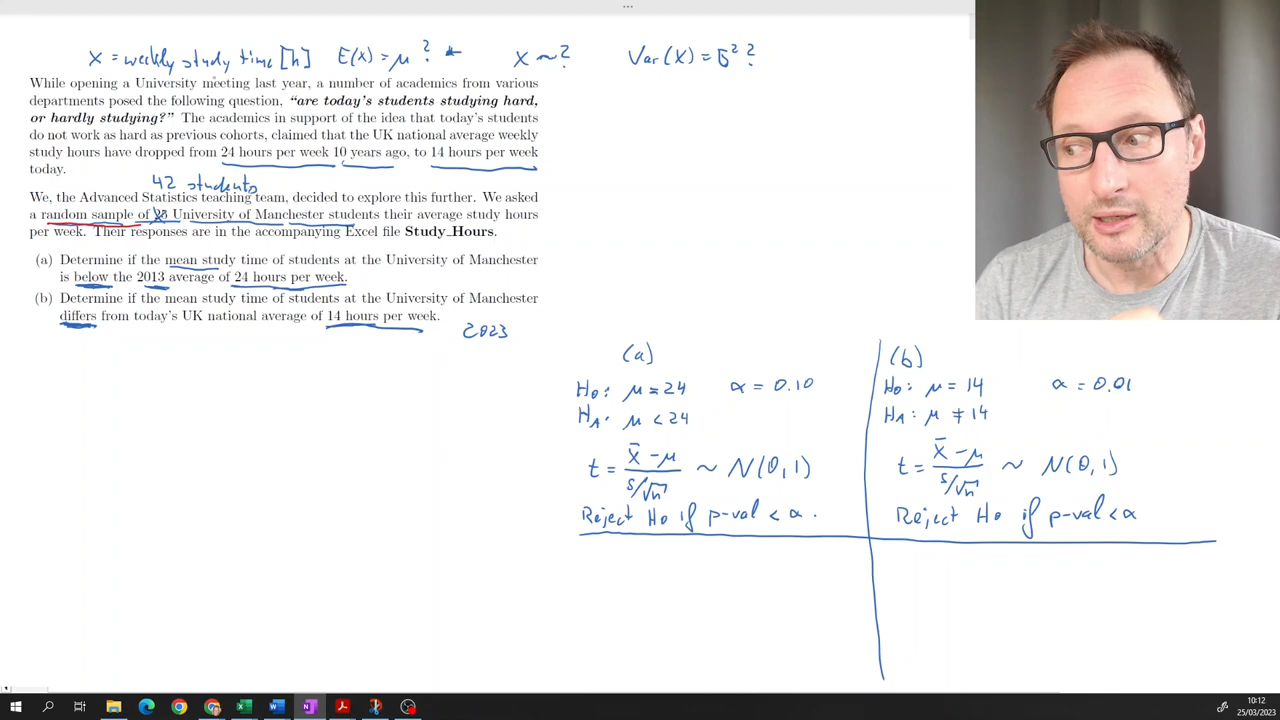 X = weekly study time [h] E(X) = μ ? X ~ ? Var(X) = σ² ?
While opening a University meeting last year, a number of academics from various
departments posed the following question, "are today's students studying hard,
or hardly studying?" The academics in support of the idea that today's students
do not work as hard as previous cohorts, claimed that the UK national average weekly
study hours have dropped from 24 hours per week 10 years ago, to 14 hours per week
today.
42 students
We, the Advanced Statistics teaching team, decided to explore this further. We asked
a random sample of University of Manchester students their average study hours
per week. Their responses are in the accompanying Excel file Study_Hours.
(a) Determine if the mean study time of students at the University of Manchester
is below the 2013 average of 24 hours per week.
(b) Determine if the mean study time of students at the University of Manchester
differs from today's UK national average of 14 hours per week.
2023
(a)
H₀: μ = 24 α = 0.10
Hᴀ: μ < 24
t = x̄ - μ / s/√n ~ N(0,1)
Reject H₀ if p-val < α.
(b)
H₀: μ = 14 α = 0.01
Hᴀ: μ ≠ 14
t = x̄ - μ / s/√n ~ N(0,1)
Reject H₀ if p-val < α
10:12
25/03/2023